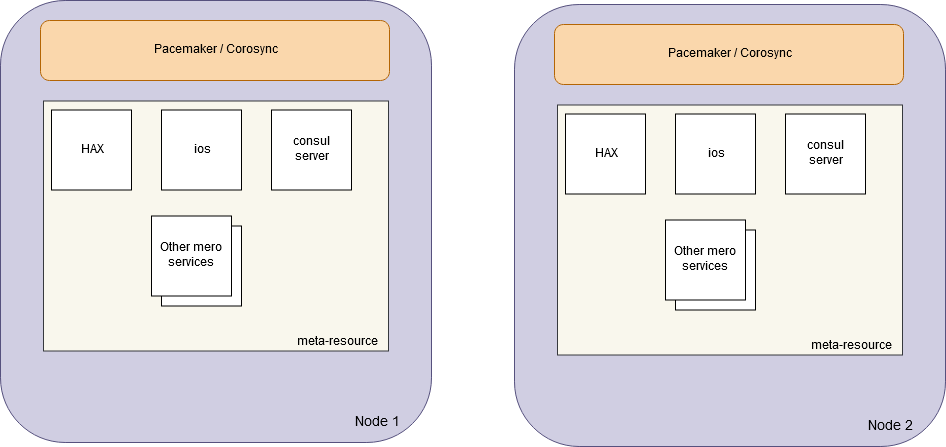 Pacemaker / Corosync
HAX
ios
consul
server
Other mero
services
meta-resource
Node 1
Pacemaker / Corosync
HAX
ios
consul
server
Other mero
services
meta-resource
Node 2